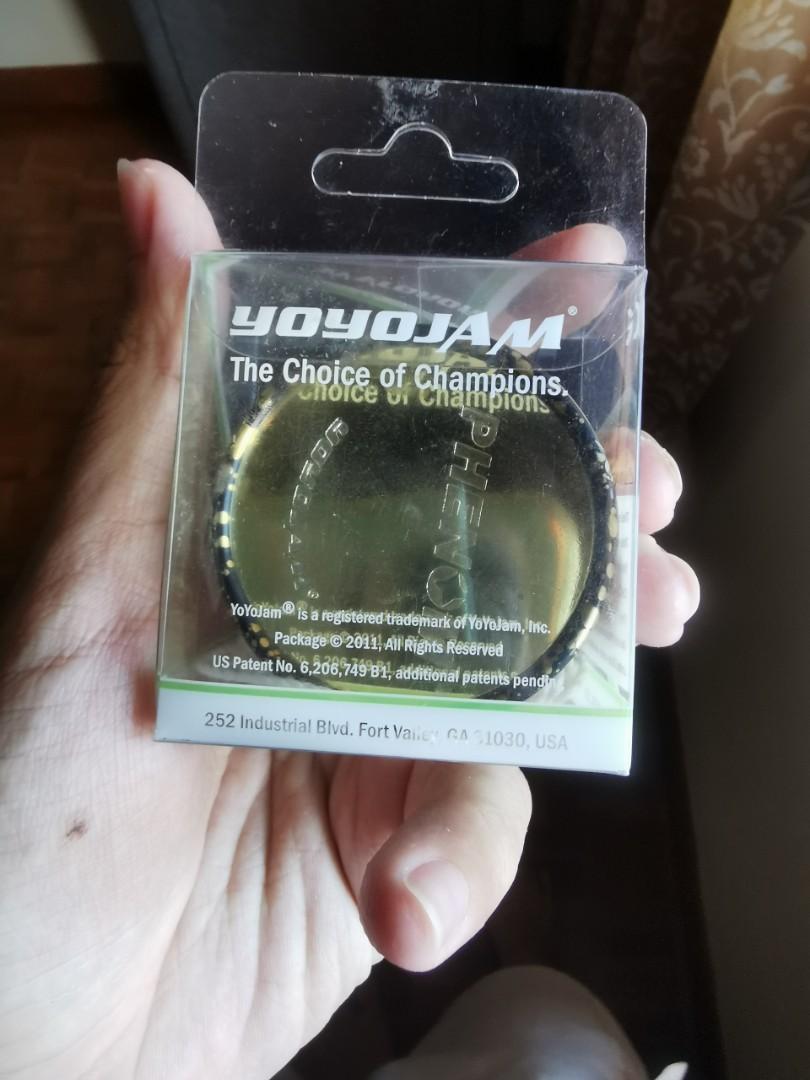 YOYOJAM®
The Choice of Champions.
Choice of Champions
YOYOJAM
PHENOM
YoYoJam® is a registered trademark of YoYoJam, Inc.
Package © 2011, All Rights Reserved
US Patent No. 6,206,749 B1, additional patents pending
252 Industrial Blvd. Fort Valley, GA 31030, USA